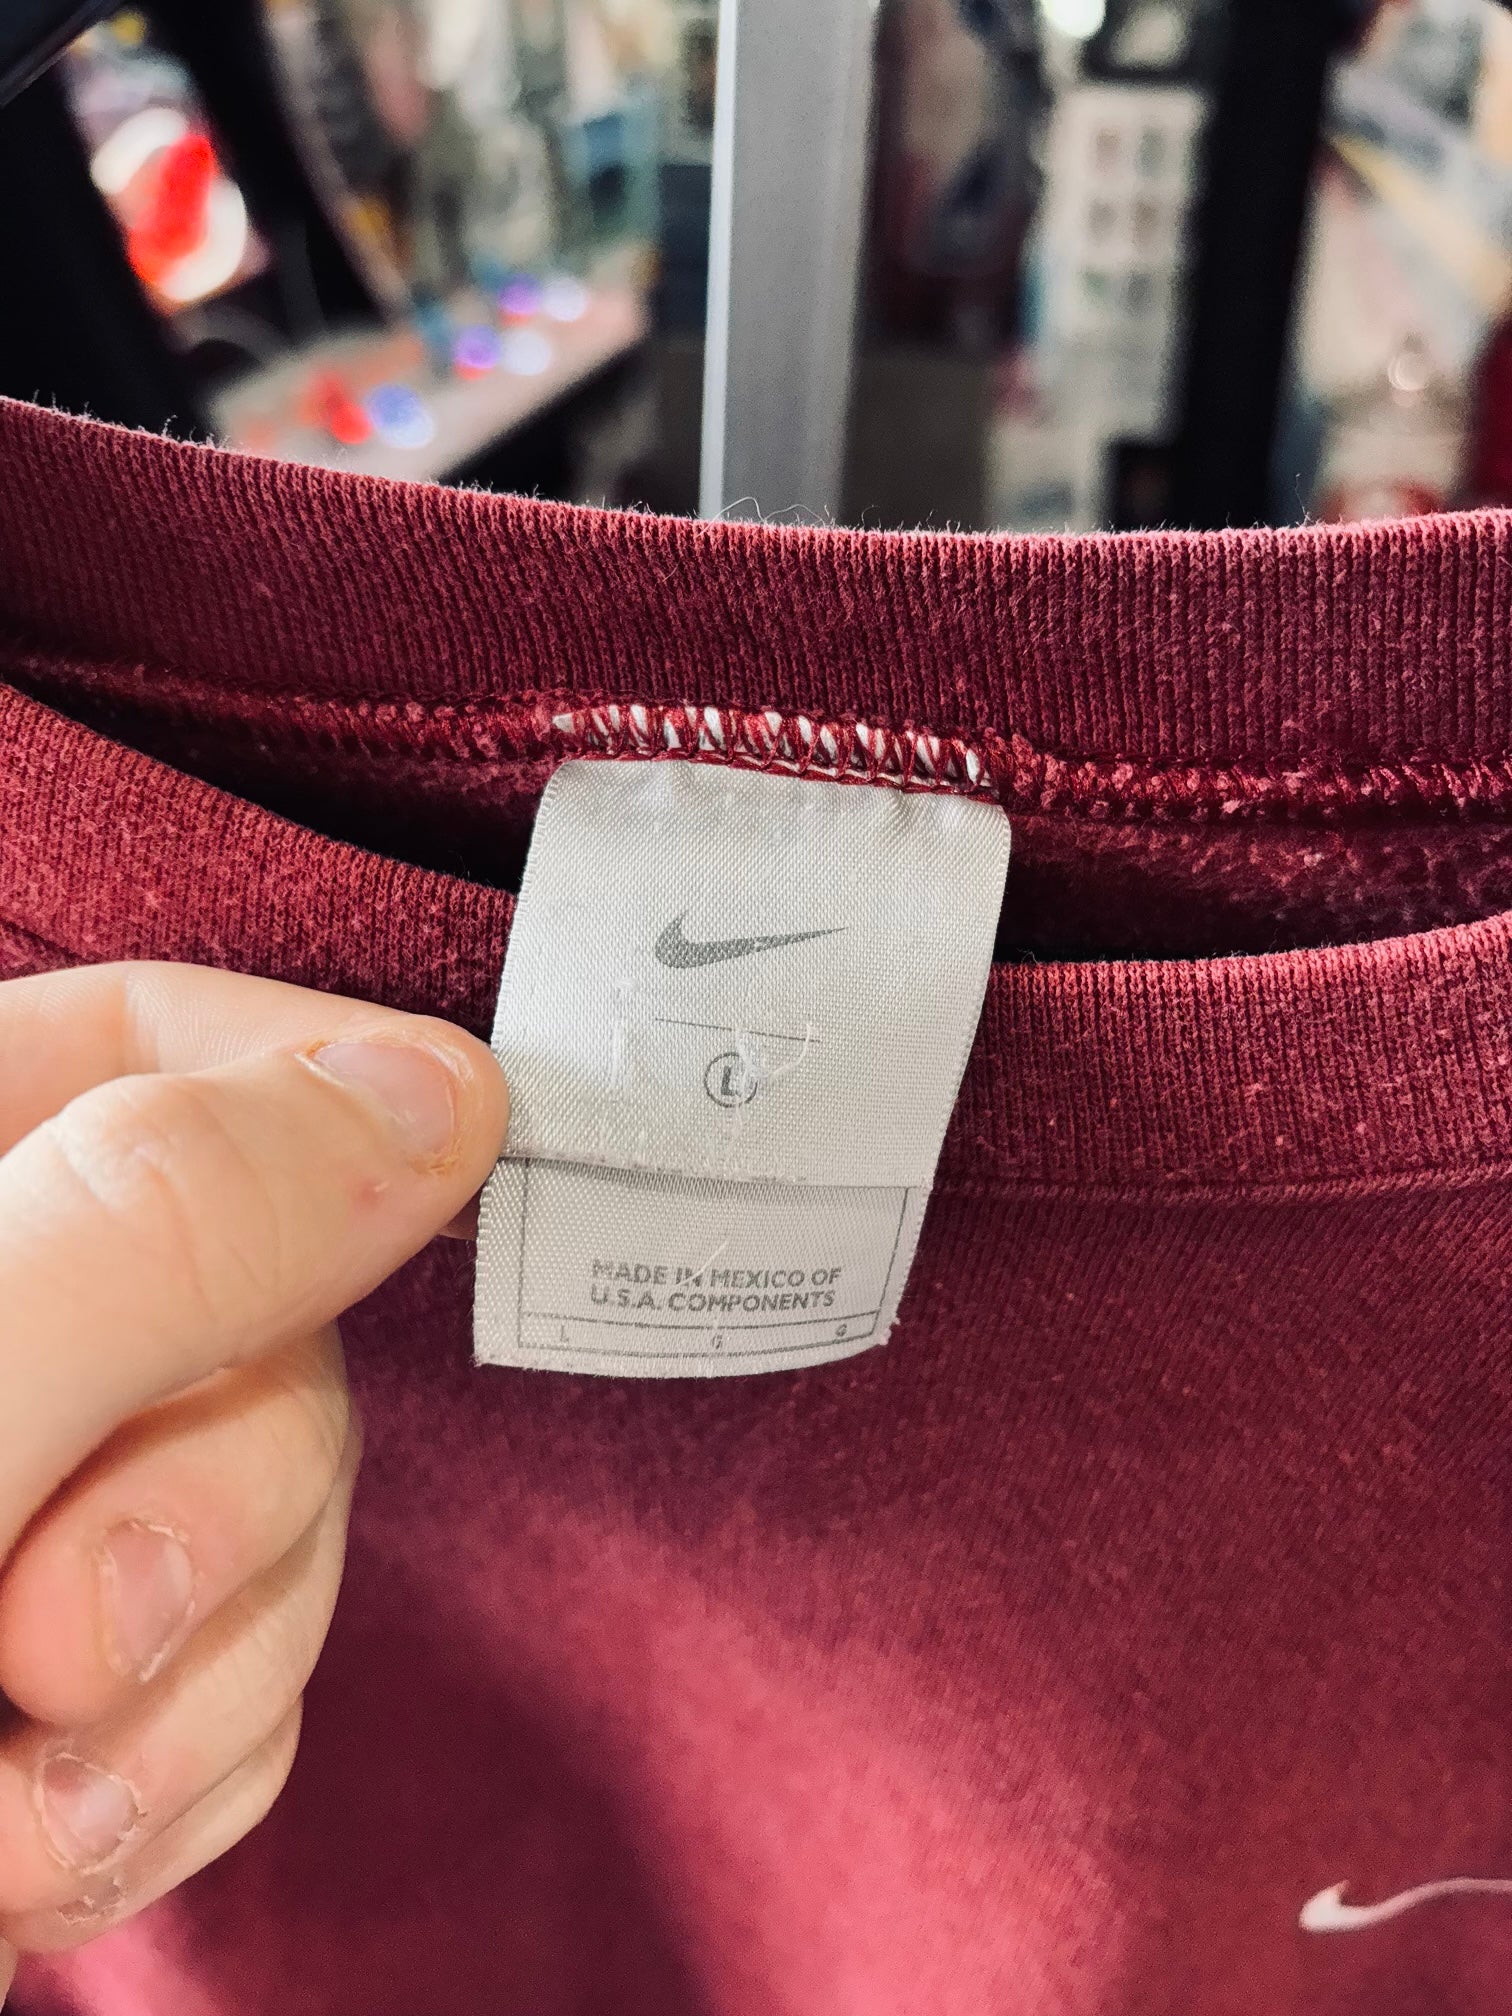 L
MADE IN MEXICO OF
U.S.A. COMPONENTS
L G G